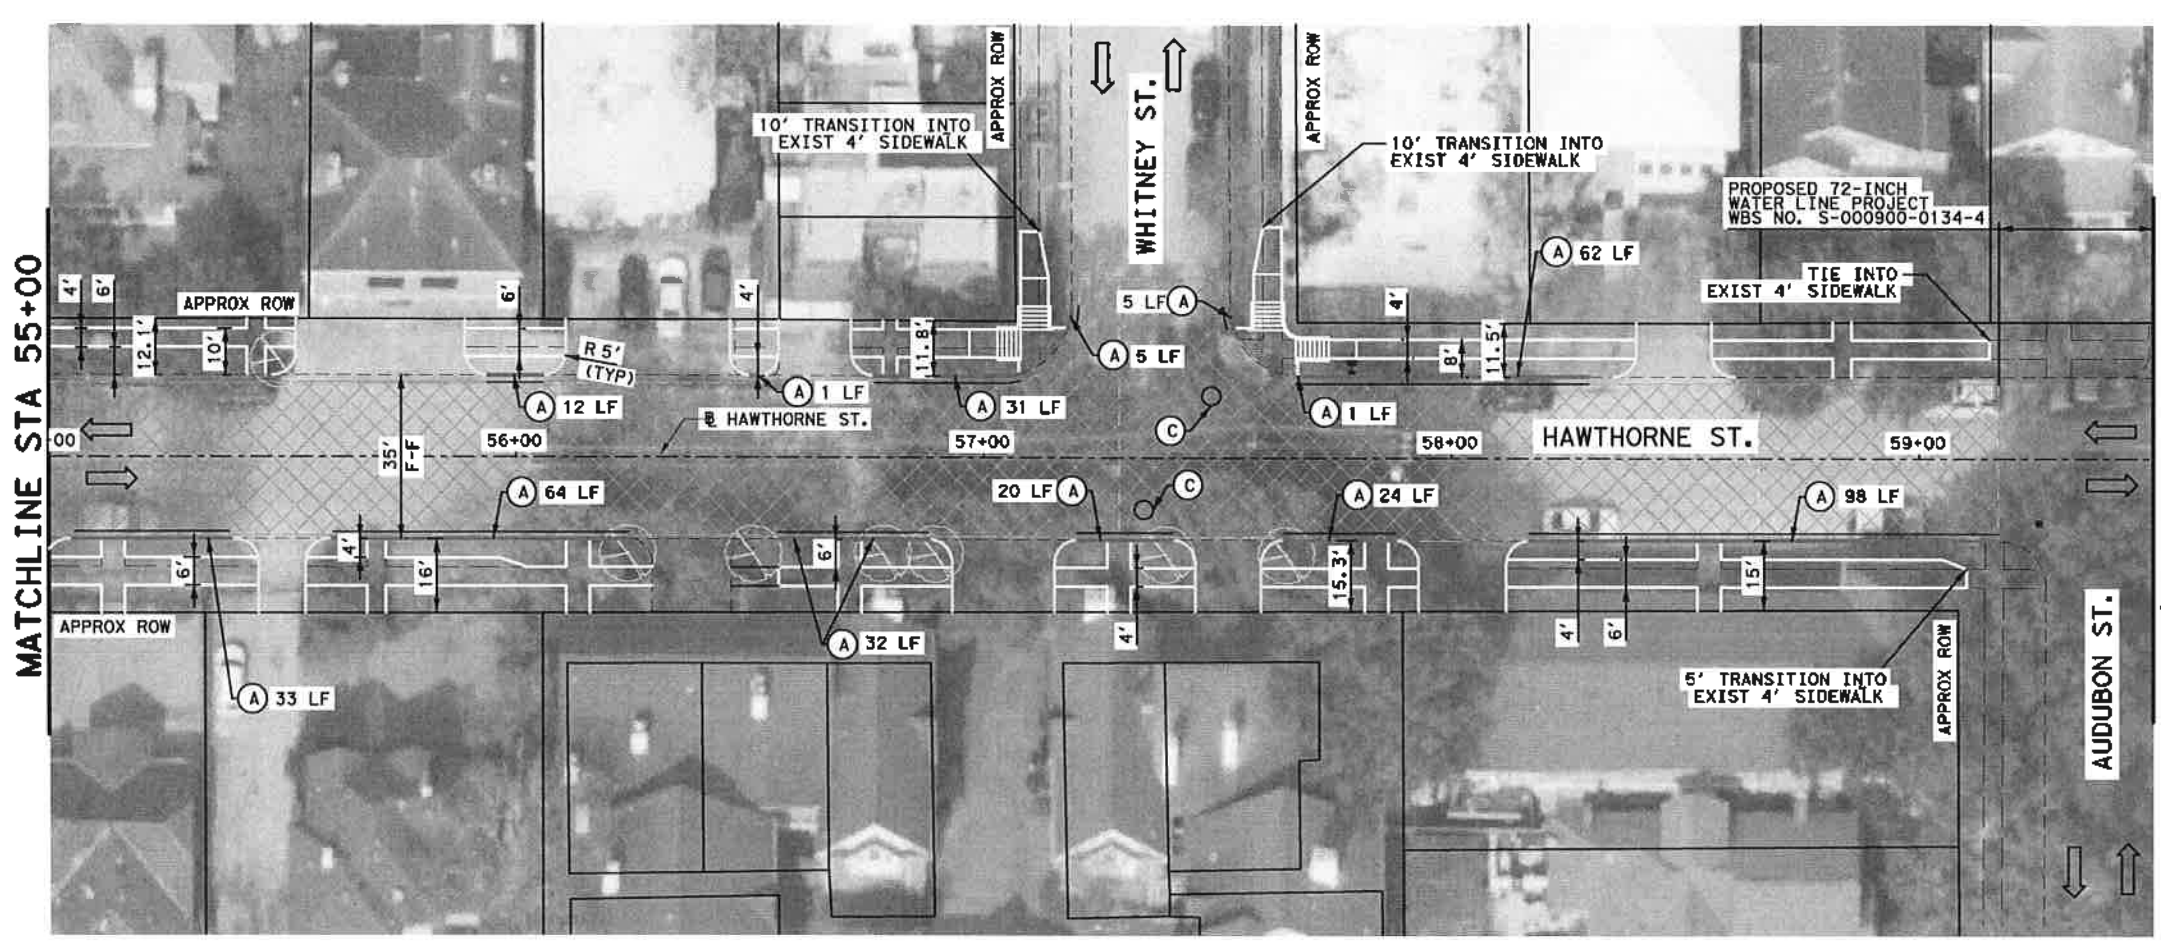 MATCHLINE STA 55+00
APPROX ROW
WHITNEY ST.
APPROX ROW
10' TRANSITION INTO
EXIST 4' SIDEWALK
10' TRANSITION INTO
EXIST 4' SIDEWALK
PROPOSED 72-INCH
WATER LINE PROJECT
WBS NO. S-000900-0134-4
A 62 LF
TIE INTO
EXIST 4' SIDEWALK
4'
6'
APPROX ROW
12.1'
10'
6'
R 5'
(TYP)
4'
11.8'
5 LF A
A 5 LF
4'
8'
11.5'
A 12 LF
A 1 LF
A 31 LF
A 1 LF
℄ HAWTHORNE ST.
C
00
56+00
57+00
58+00
HAWTHORNE ST.
59+00
35'
F-F
A 64 LF
20 LF A
C
A 24 LF
A 98 LF
6'
4'
16'
6'
4'
15.3'
4'
6'
15'
APPROX ROW
A 33 LF
A 32 LF
5' TRANSITION INTO
EXIST 4' SIDEWALK
APPROX ROW
AUDUBON ST.